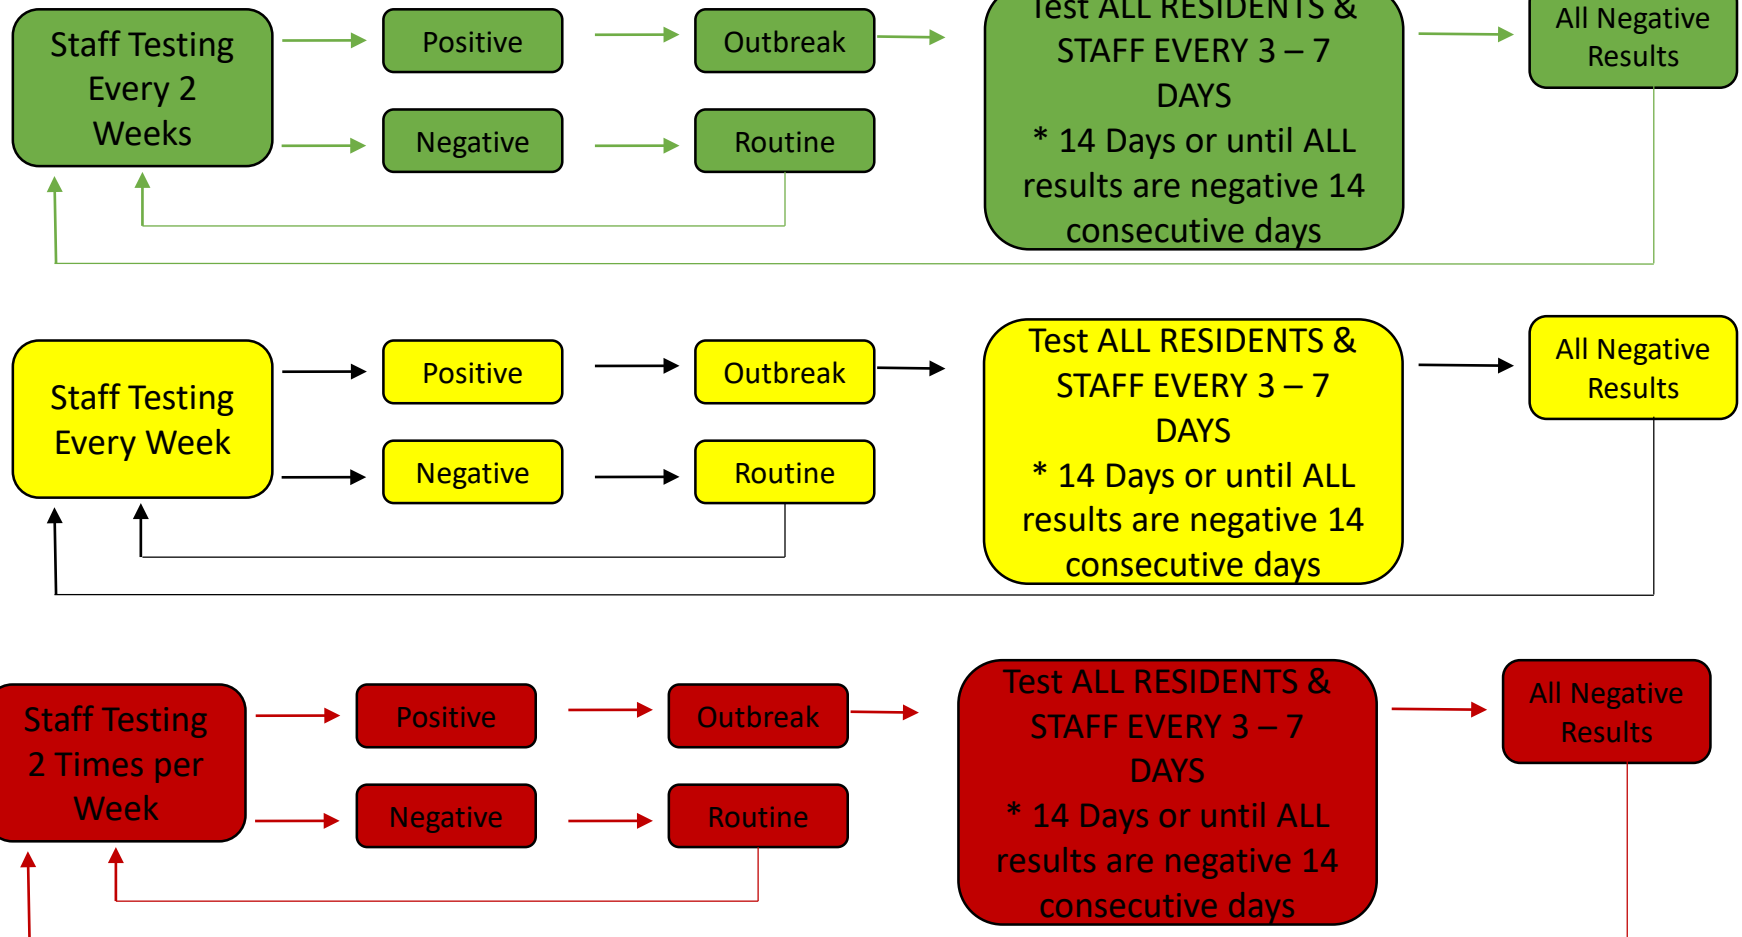 Staff Testing
Every 2
Weeks
Positive
Outbreak
Negative
Routine
Test ALL RESIDENTS &
STAFF EVERY 3 – 7
DAYS
* 14 Days or until ALL
results are negative 14
consecutive days
All Negative
Results
Staff Testing
Every Week
Positive
Outbreak
Negative
Routine
Test ALL RESIDENTS &
STAFF EVERY 3 – 7
DAYS
* 14 Days or until ALL
results are negative 14
consecutive days
All Negative
Results
Staff Testing
2 Times per
Week
Positive
Outbreak
Negative
Routine
Test ALL RESIDENTS &
STAFF EVERY 3 – 7
DAYS
* 14 Days or until ALL
results are negative 14
consecutive days
All Negative
Results